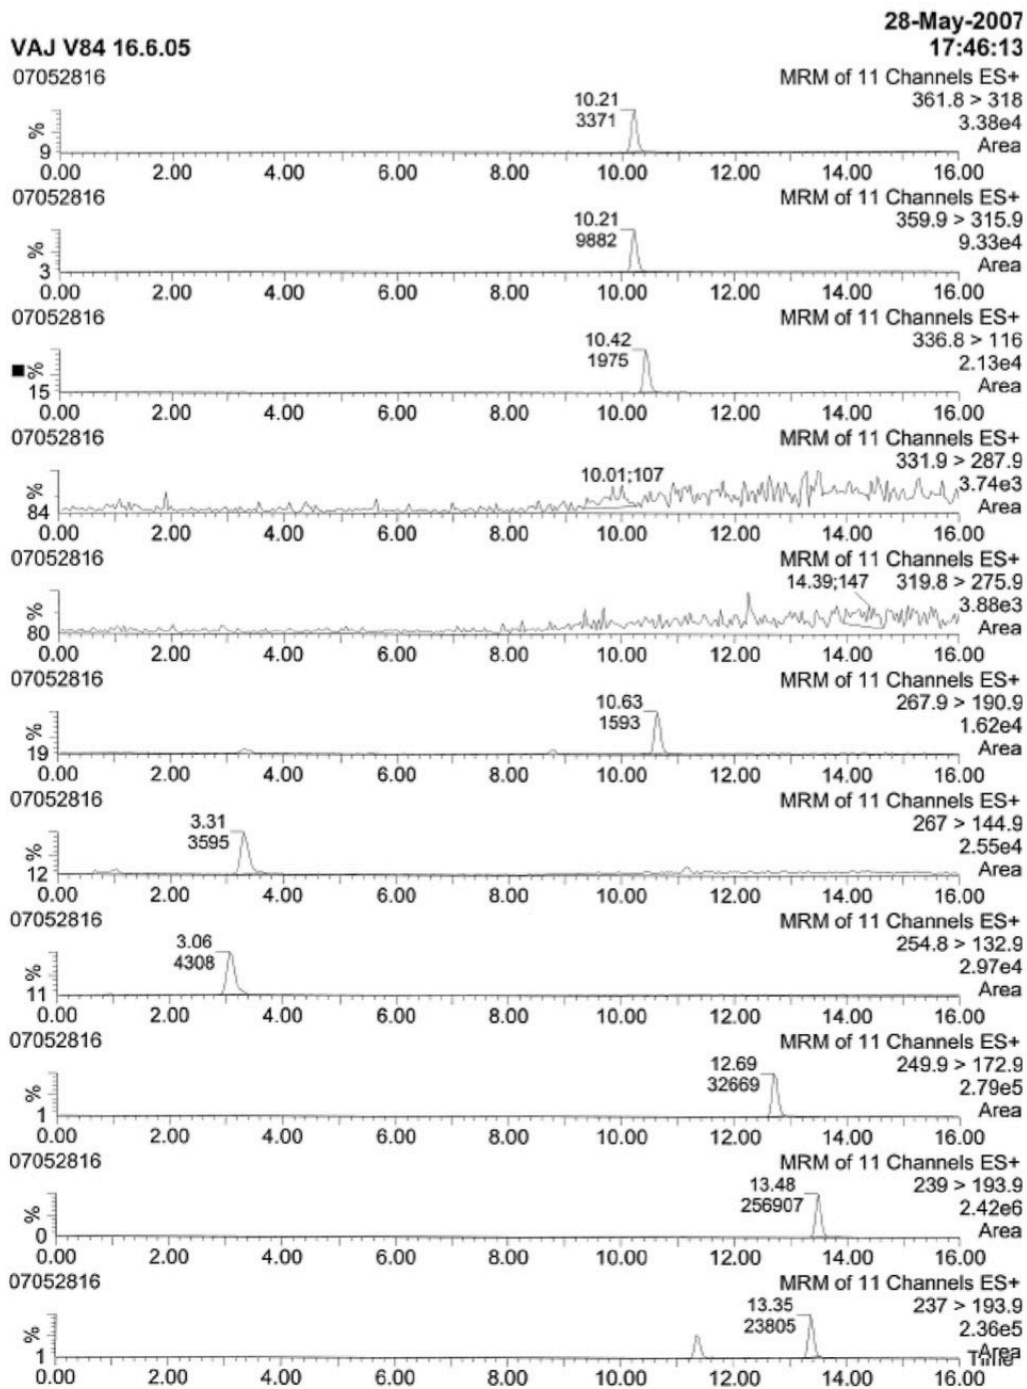 28-May-2007
VAJ V84 16.6.05 17:46:13
07052816 MRM of 11 Channels ES+
361.8 > 318
3.38e4
Area
10.21
3371
%
9
0.00 2.00 4.00 6.00 8.00 10.00 12.00 14.00 16.00
07052816 MRM of 11 Channels ES+
359.9 > 315.9
9.33e4
Area
10.21
9882
%
3
0.00 2.00 4.00 6.00 8.00 10.00 12.00 14.00 16.00
07052816 MRM of 11 Channels ES+
336.8 > 116
2.13e4
Area
10.42
1975
%
15
0.00 2.00 4.00 6.00 8.00 10.00 12.00 14.00 16.00
07052816 MRM of 11 Channels ES+
331.9 > 287.9
3.74e3
Area
10.01;107
%
84
0.00 2.00 4.00 6.00 8.00 10.00 12.00 14.00 16.00
07052816 MRM of 11 Channels ES+
14.39;147 319.8 > 275.9
3.88e3
Area
%
80
0.00 2.00 4.00 6.00 8.00 10.00 12.00 14.00 16.00
07052816 MRM of 11 Channels ES+
267.9 > 190.9
1.62e4
Area
10.63
1593
%
19
0.00 2.00 4.00 6.00 8.00 10.00 12.00 14.00 16.00
07052816 MRM of 11 Channels ES+
267 > 144.9
2.55e4
Area
3.31
3595
%
12
0.00 2.00 4.00 6.00 8.00 10.00 12.00 14.00 16.00
07052816 MRM of 11 Channels ES+
254.8 > 132.9
2.97e4
Area
3.06
4308
%
11
0.00 2.00 4.00 6.00 8.00 10.00 12.00 14.00 16.00
07052816 MRM of 11 Channels ES+
249.9 > 172.9
2.79e5
Area
12.69
32669
%
1
0.00 2.00 4.00 6.00 8.00 10.00 12.00 14.00 16.00
07052816 MRM of 11 Channels ES+
239 > 193.9
2.42e6
Area
13.48
256907
%
0
0.00 2.00 4.00 6.00 8.00 10.00 12.00 14.00 16.00
07052816 MRM of 11 Channels ES+
237 > 193.9
2.36e5
Area
13.35
23805
%
1
Time
0.00 2.00 4.00 6.00 8.00 10.00 12.00 14.00 16.00